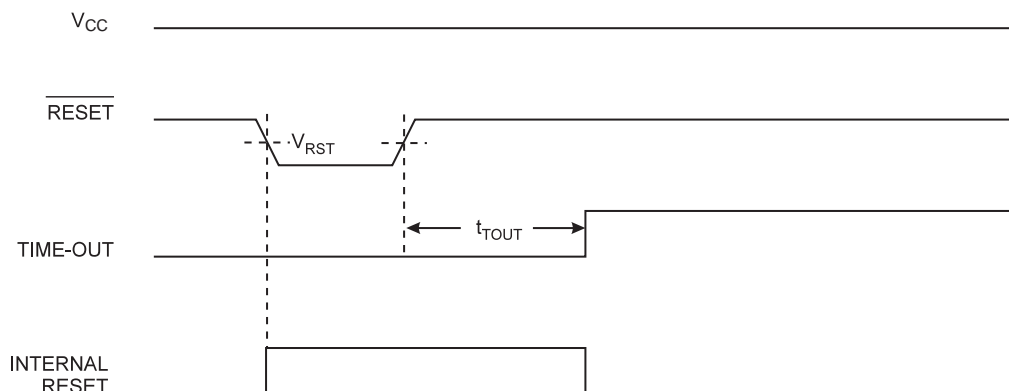 VCC
RESET
VRST
tTOUT
TIME-OUT
INTERNAL
RESET